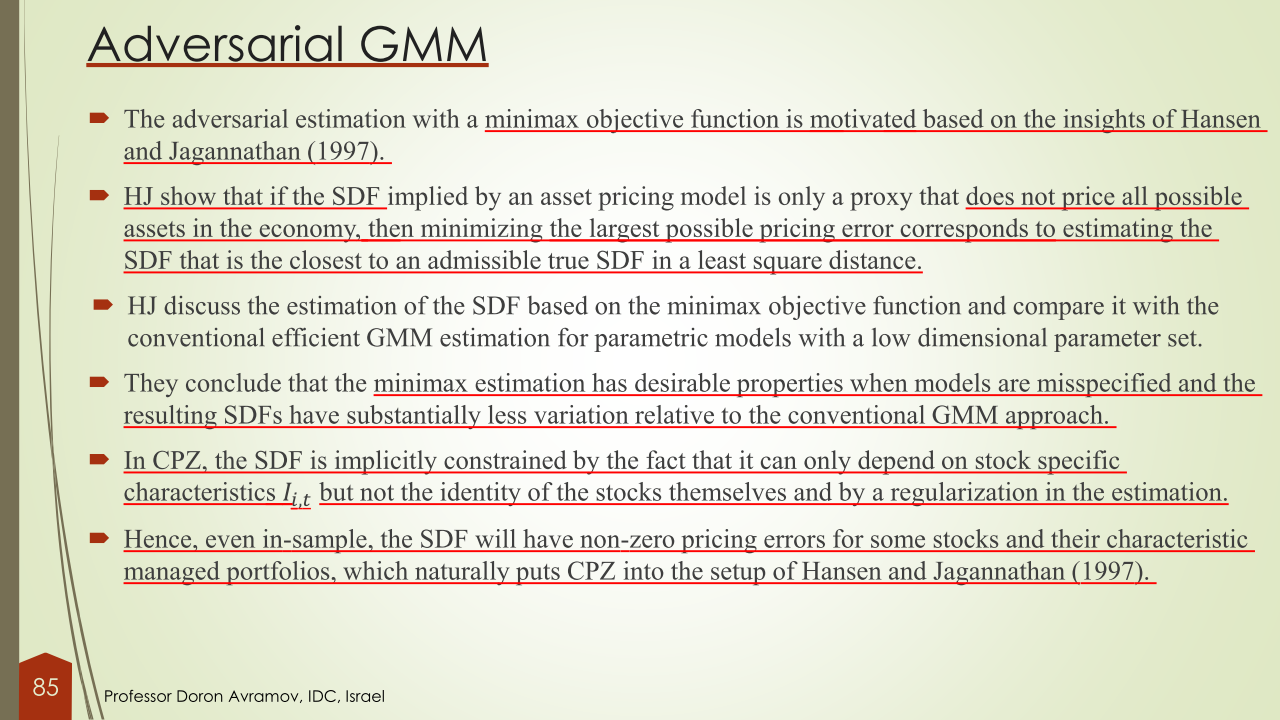 Adversarial GMM
The adversarial estimation with a minimax objective function is motivated based on the insights of Hansen
and Jagannathan (1997).
HJ show that if the SDF implied by an asset pricing model is only a proxy that does not price all possible
assets in the economy, then minimizing the largest possible pricing error corresponds to estimating the
SDF that is the closest to an admissible true SDF in a least square distance.
HJ discuss the estimation of the SDF based on the minimax objective function and compare it with the
conventional efficient GMM estimation for parametric models with a low dimensional parameter set.
They conclude that the minimax estimation has desirable properties when models are misspecified and the
resulting SDFs have substantially less variation relative to the conventional GMM approach.
In CPZ, the SDF is implicitly constrained by the fact that it can only depend on stock specific
characteristics I_{i,t} but not the identity of the stocks themselves and by a regularization in the estimation.
Hence, even in-sample, the SDF will have non-zero pricing errors for some stocks and their characteristic
managed portfolios, which naturally puts CPZ into the setup of Hansen and Jagannathan (1997).
85
Professor Doron Avramov, IDC, Israel